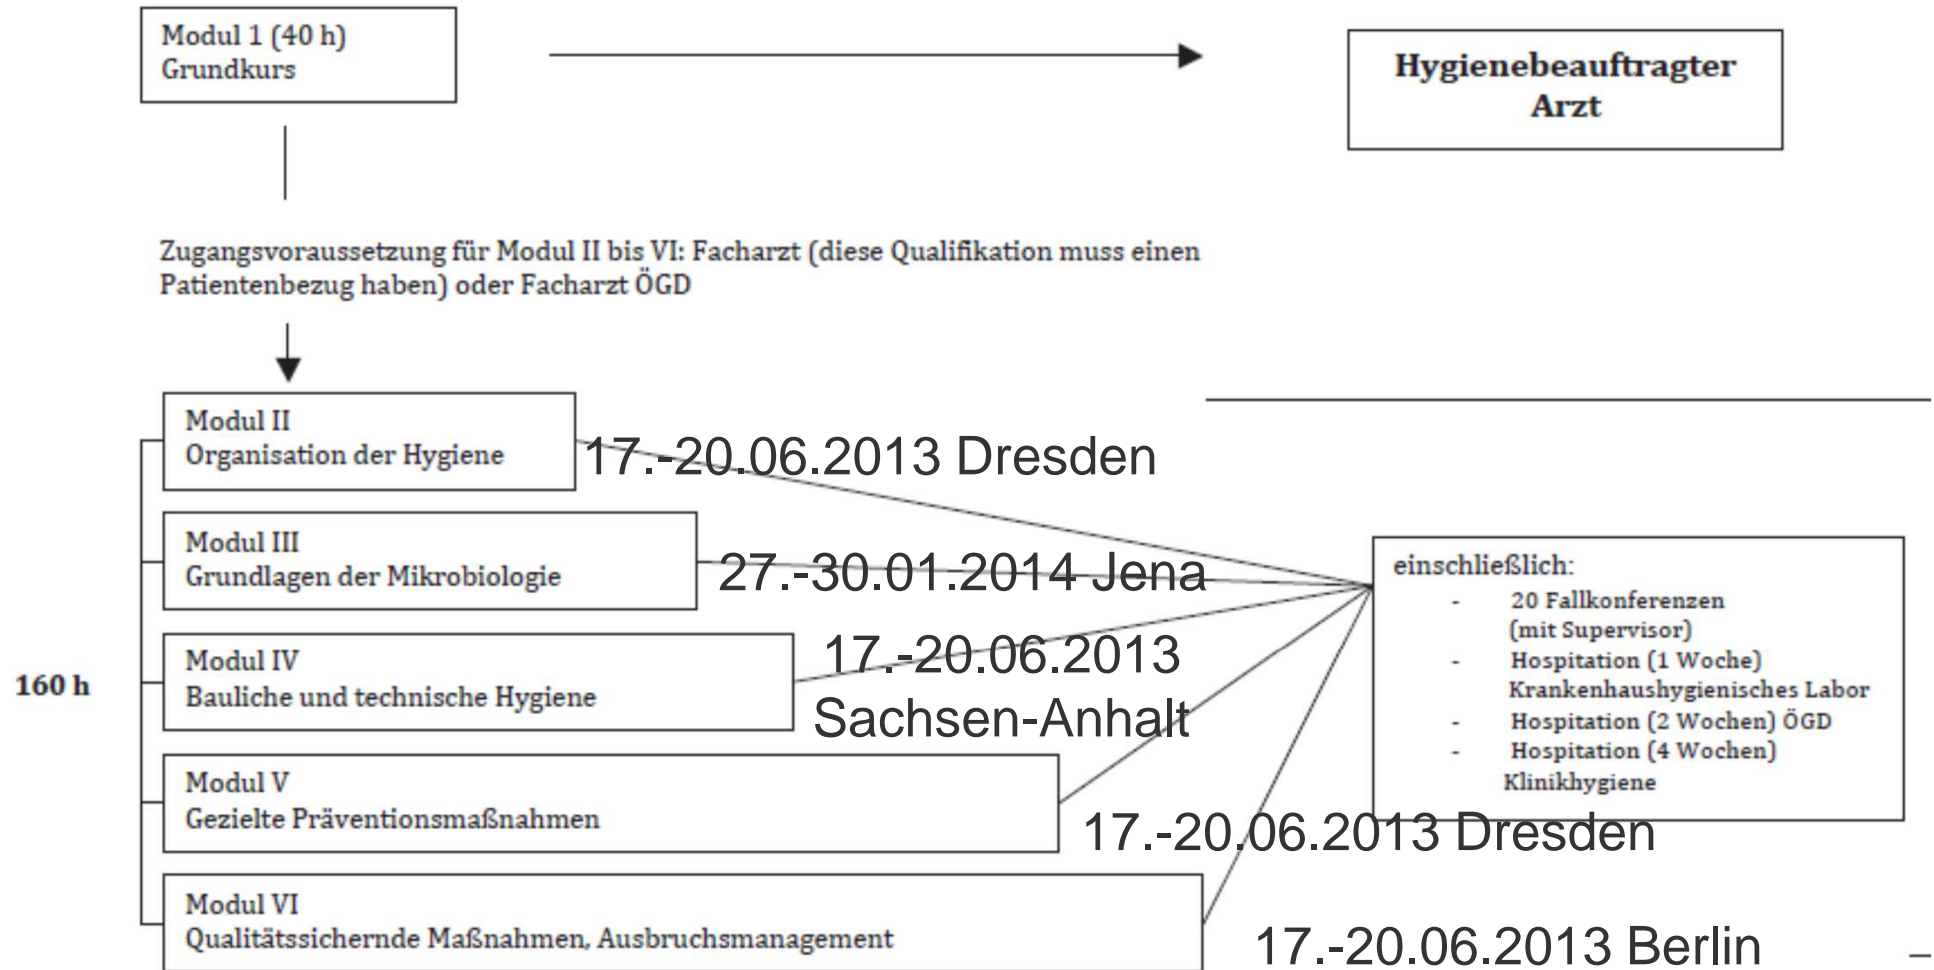 Modul 1 (40 h)
Grundkurs
Hygienebeauftragter
Arzt
Zugangsvoraussetzung für Modul II bis VI: Facharzt (diese Qualifikation muss einen
Patientenbezug haben) oder Facharzt ÖGD
Modul II
Organisation der Hygiene
17.-20.06.2013 Dresden
Modul III
Grundlagen der Mikrobiologie
27.-30.01.2014 Jena
160 h
Modul IV
Bauliche und technische Hygiene
17.-20.06.2013
Sachsen-Anhalt
Modul V
Gezielte Präventionsmaßnahmen
17.-20.06.2013 Dresden
Modul VI
Qualitätssichernde Maßnahmen, Ausbruchsmanagement
17.-20.06.2013 Berlin
einschließlich:
- 20 Fallkonferenzen
(mit Supervisor)
- Hospitation (1 Woche)
Krankenhaushygienisches Labor
- Hospitation (2 Wochen) ÖGD
- Hospitation (4 Wochen)
Klinikhygiene